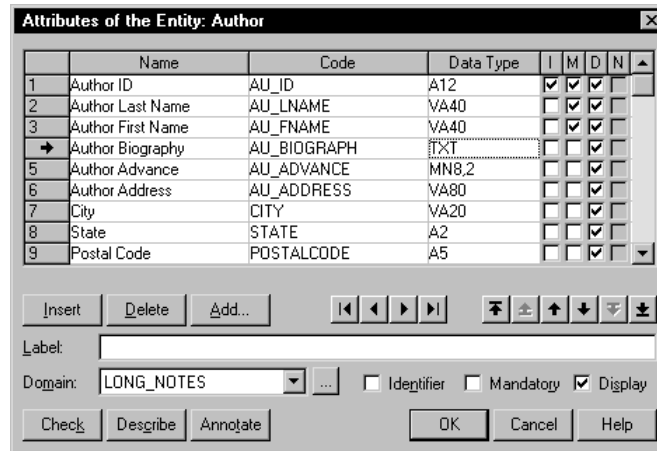 Attributes of the Entity: Author
Name Code Data Type I M D N
1 Author ID AU_ID A12
2 Author Last Name AU_LNAME VA40
3 Author First Name AU_FNAME VA40
Author Biography AU_BIOGRAPH TXT
5 Author Advance AU_ADVANCE MN8,2
6 Author Address AU_ADDRESS VA80
7 City CITY VA20
8 State STATE A2
9 Postal Code POSTALCODE A5
Insert Delete Add...
Label:
Domain: LONG_NOTES ... Identifier Mandatory Display
Check Describe Annotate OK Cancel Help